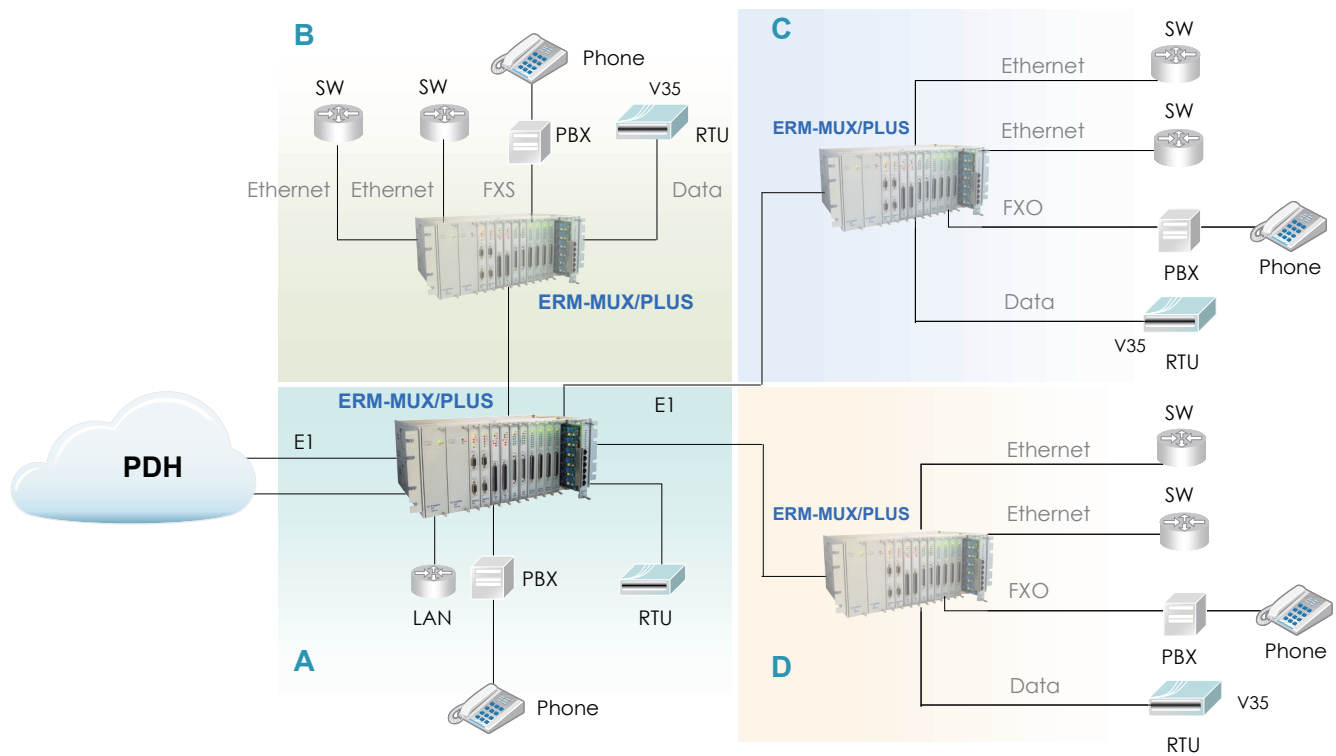 B
Phone
SW
SW
V35
PBX
RTU
Ethernet
Ethernet
FXS
Data
ERM-MUX/PLUS
C
SW
Ethernet
SW
Ethernet
ERM-MUX/PLUS
FXO
PBX
Phone
Data
V35
RTU
PDH
E1
ERM-MUX/PLUS
E1
PBX
LAN
RTU
A
Phone
SW
Ethernet
SW
Ethernet
ERM-MUX/PLUS
FXO
PBX
Phone
D
Data
V35
RTU